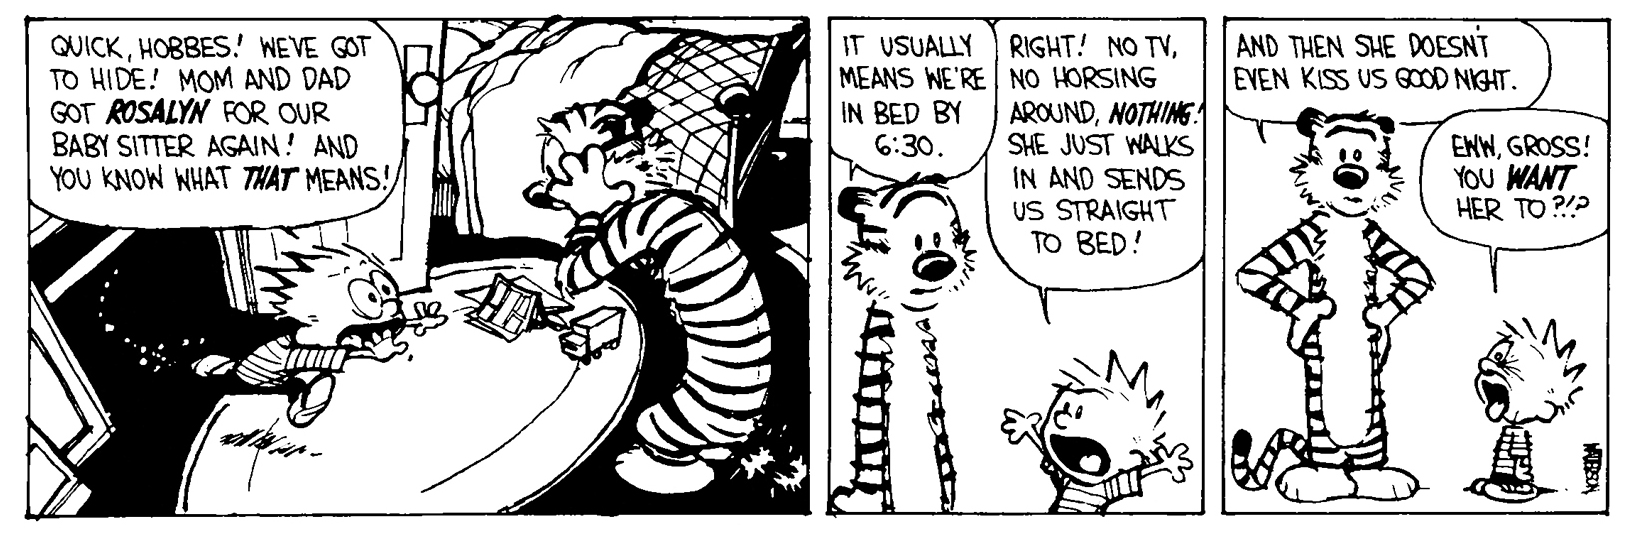 QUICK, HOBBES! WE'VE GOT
TO HIDE! MOM AND DAD
GOT ROSALYN FOR OUR
BABY SITTER AGAIN! AND
YOU KNOW WHAT THAT MEANS!
IT USUALLY
MEANS WE'RE
IN BED BY
6:30.
RIGHT! NO TV,
NO HORSING
AROUND, NOTHING!
SHE JUST WALKS
IN AND SENDS
US STRAIGHT
TO BED!
AND THEN SHE DOESN'T
EVEN KISS US GOOD NIGHT.
EWW, GROSS!
YOU WANT
HER TO?!?
WATTERSON